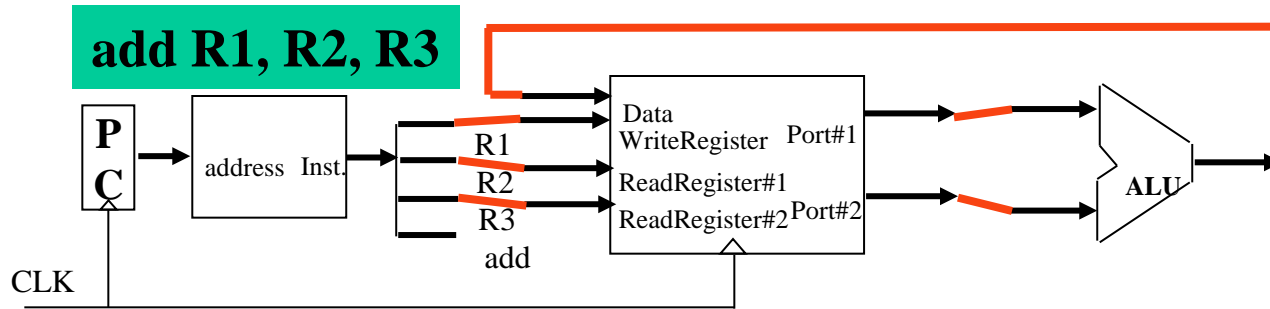 add R1, R2, R3
P
C
address Inst.
R1
R2
R3
add
Data
WriteRegister Port#1
ReadRegister#1
ReadRegister#2 Port#2
ALU
CLK